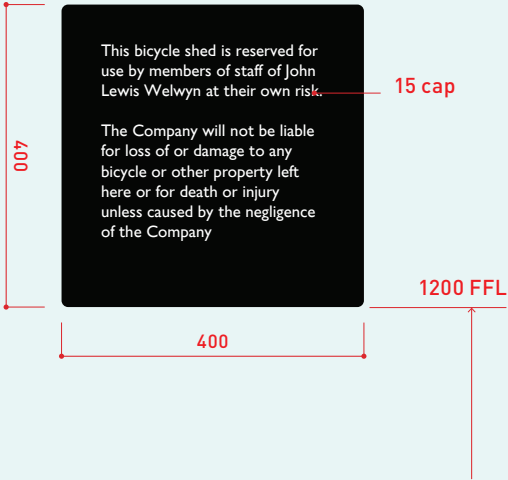 This bicycle shed is reserved for
use by members of staff of John
Lewis Welwyn at their own risk.
15 cap
The Company will not be liable
for loss of or damage to any
bicycle or other property left
here or for death or injury
unless caused by the negligence
of the Company
400
1200 FFL
400